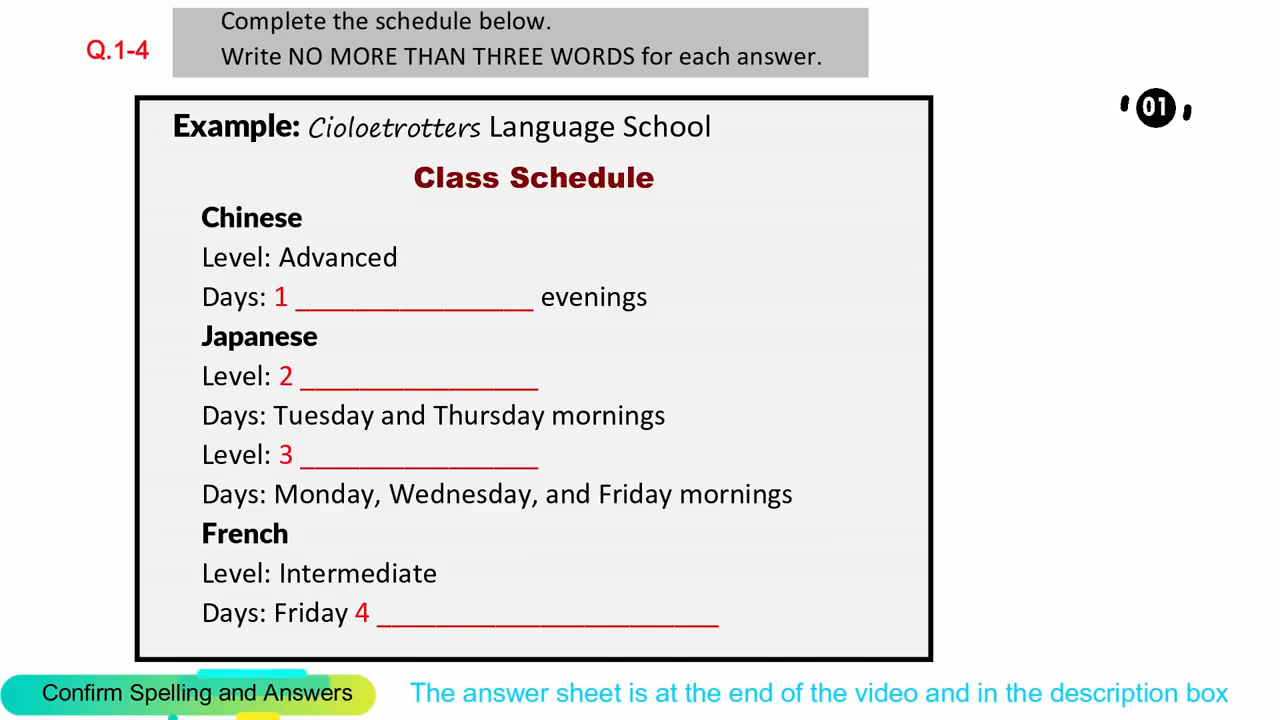 Complete the schedule below.
Q.1-4
Write NO MORE THAN THREE WORDS for each answer.
01
Example: Cioloetrotters Language School
Class Schedule
Chinese
Level: Advanced
Days: 1 ________________ evenings
Japanese
Level: 2 ________________
Days: Tuesday and Thursday mornings
Level: 3 ________________
Days: Monday, Wednesday, and Friday mornings
French
Level: Intermediate
Days: Friday 4 _______________________
Confirm Spelling and Answers
The answer sheet is at the end of the video and in the description box